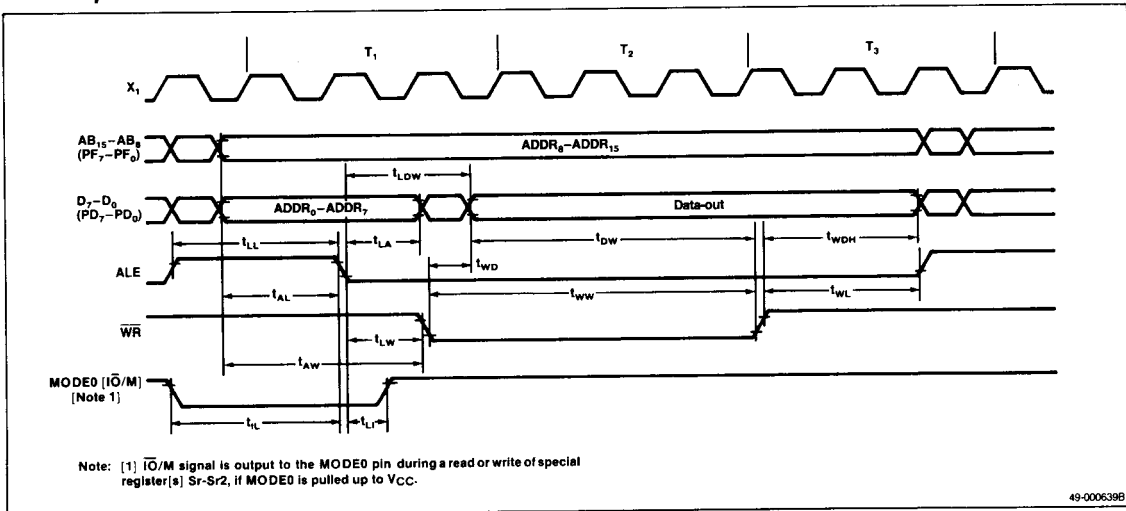 T₁ T₂ T₃
X₁
AB₁₅–AB₈
(PF₇–PF₀)
ADDR₈–ADDR₁₅
tLDW
D₇–D₀
(PD₇–PD₀)
ADDR₀–ADDR₇
Data-out
tLL tLA tDW tWDH
tWD
ALE
tAL tWW tWL
W̅R̅
tLW
tAW
MODE0 [I̅O̅/M]
[Note 1]
tIL tLI
Note: [1] I̅O̅/M signal is output to the MODE0 pin during a read or write of special
register[s] Sr-Sr2, if MODE0 is pulled up to VCC.
49-000639B